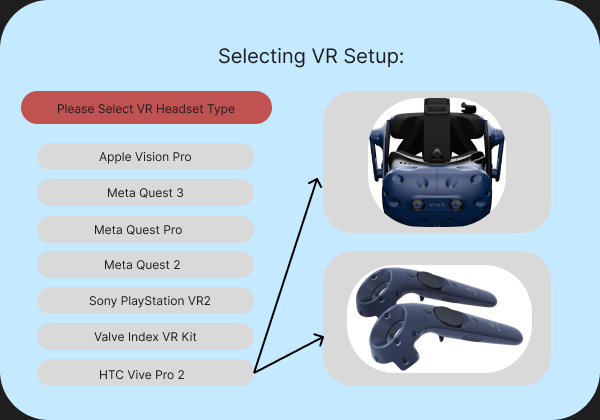 Selecting VR Setup:
Please Select VR Headset Type
Apple Vision Pro
Meta Quest 3
Meta Quest Pro
Meta Quest 2
Sony PlayStation VR2
Valve Index VR Kit
HTC Vive Pro 2
VIVE